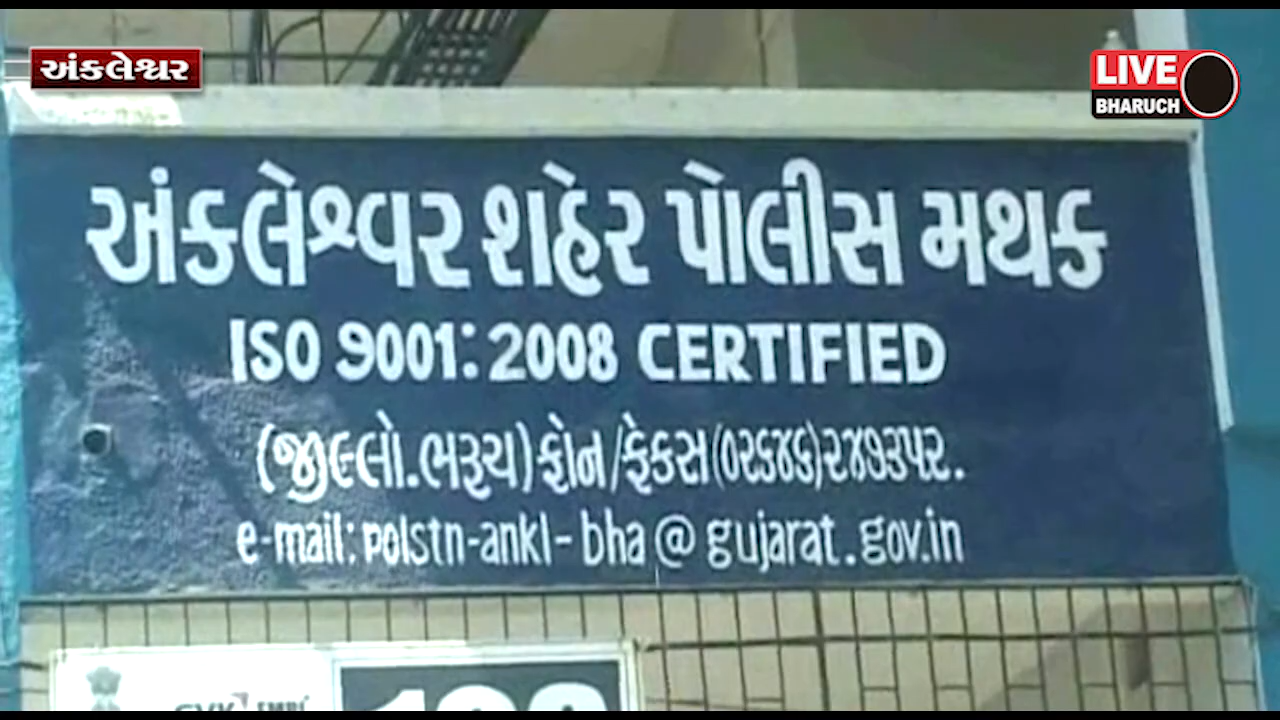 અંકલેશ્વર
LIVE
BHARUCH
અંકલેશ્વર શહેર પોલીસ મથક
ISO 9001:2008 CERTIFIED
(જીલ્લો.ભરૂચ) ફોન/ફેકસ(૦૨૬૪૬)૨૪૭૩૫૨.
e-mail: polstn-ankl-bha@gujarat.gov.in